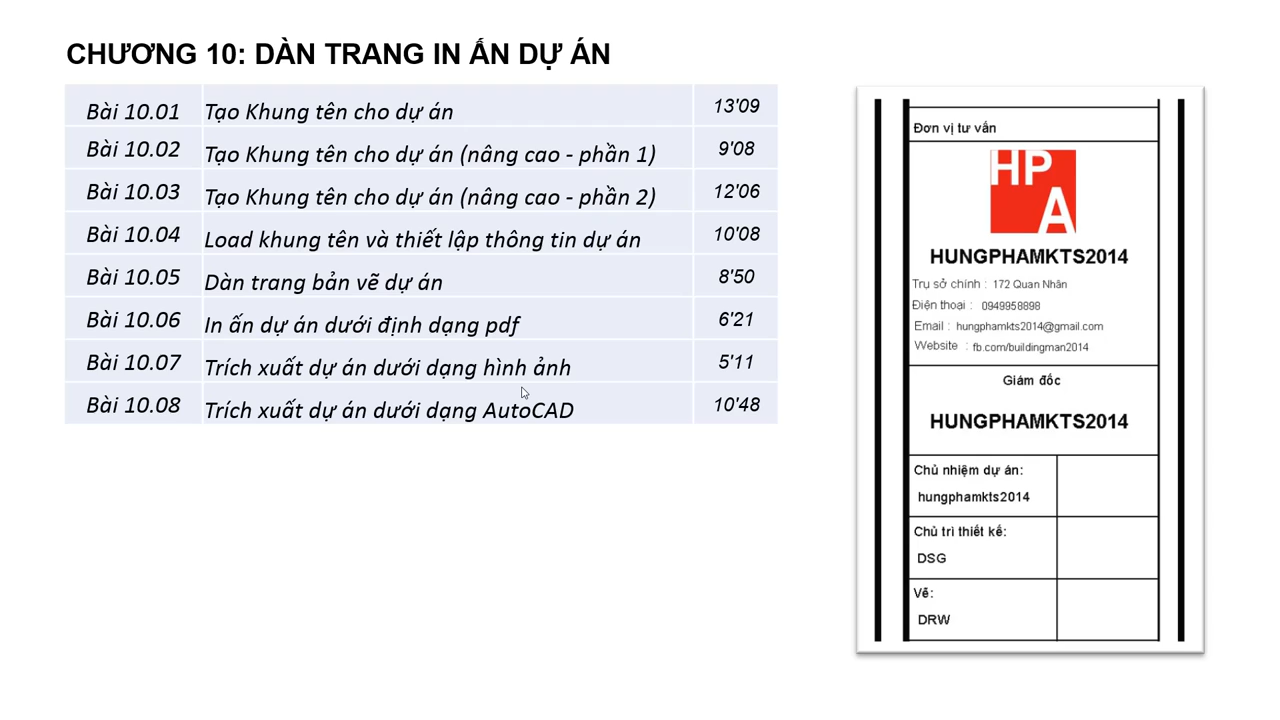 CHƯƠNG 10: DÀN TRANG IN ẤN DỰ ÁN
Bài 10.01 Tạo Khung tên cho dự án 13'09
Bài 10.02 Tạo Khung tên cho dự án (nâng cao - phần 1) 9'08
Bài 10.03 Tạo Khung tên cho dự án (nâng cao - phần 2) 12'06
Bài 10.04 Load khung tên và thiết lập thông tin dự án 10'08
Bài 10.05 Dàn trang bản vẽ dự án 8'50
Bài 10.06 In ấn dự án dưới định dạng pdf 6'21
Bài 10.07 Trích xuất dự án dưới dạng hình ảnh 5'11
Bài 10.08 Trích xuất dự án dưới dạng AutoCAD 10'48
Đơn vị tư vấn
HP
A
HUNGPHAMKTS2014
Trụ sở chính : 172 Quan Nhân
Điện thoại : 0949958898
Email : hungphamkts2014@gmail.com
Website : fb.com/buildingman2014
Giám đốc
HUNGPHAMKTS2014
Chủ nhiệm dự án:
hungphamkts2014
Chủ trì thiết kế:
DSG
Vẽ:
DRW